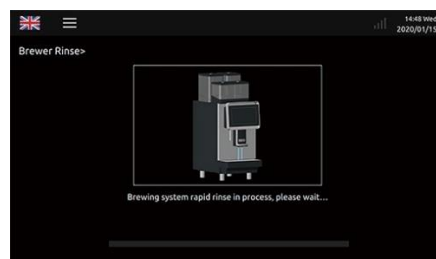 14:48 Wed
2020/01/15
Brewer Rinse>
Brewing system rapid rinse in process, please wait...